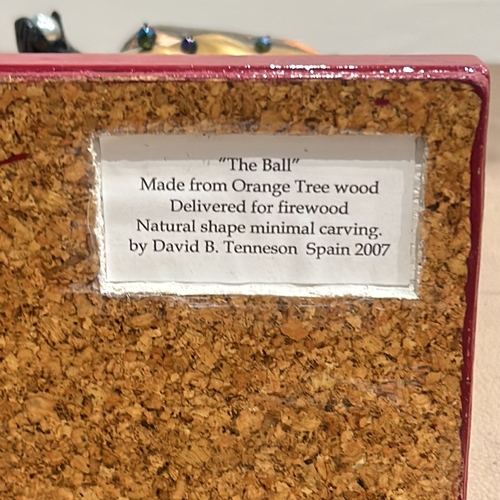 “The Ball”
Made from Orange Tree wood
Delivered for firewood
Natural shape minimal carving.
by David B. Tenneson Spain 2007